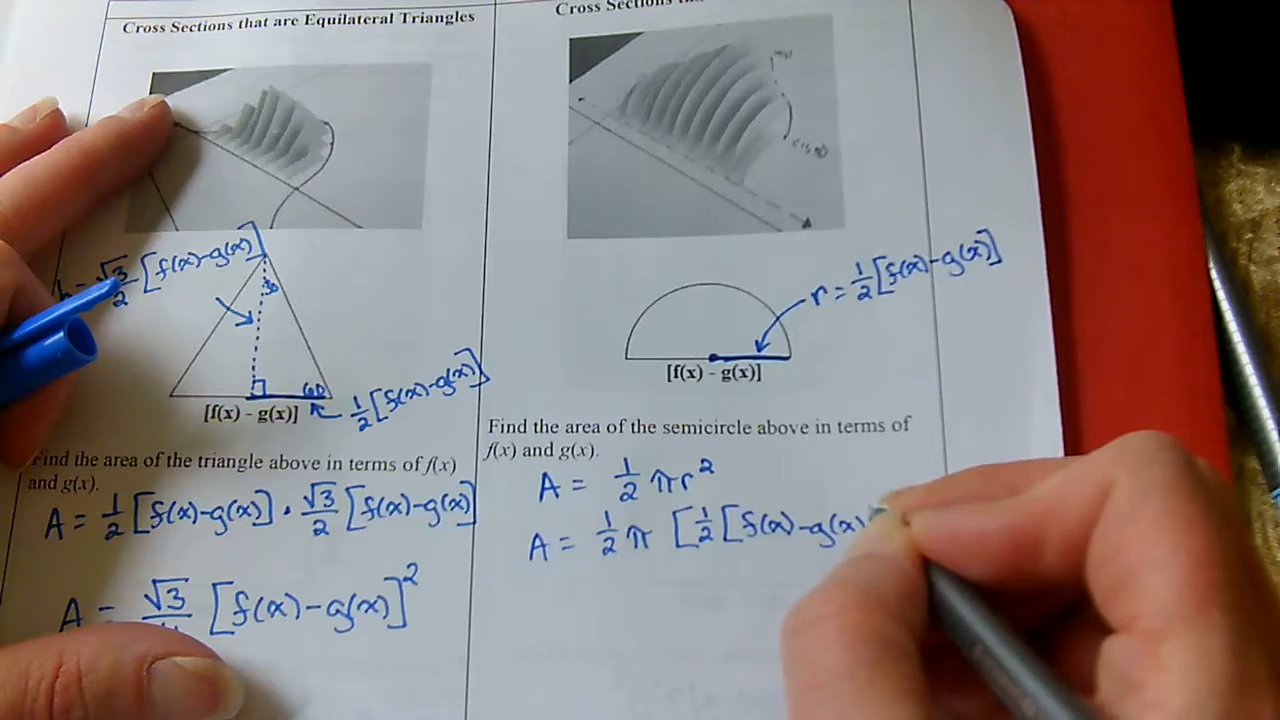 Cross Sections that are Equilateral Triangles
√3/2 [f(x)-g(x)]
30
60
[f(x) - g(x)]
1/2 [f(x)-g(x)]
Find the area of the triangle above in terms of f(x)
and g(x).
A = 1/2 [f(x)-g(x)] · √3/2 [f(x)-g(x)]
A = √3 [f(x)-g(x)]²
Cross Sections
r = 1/2 [f(x)-g(x)]
[f(x) - g(x)]
Find the area of the semicircle above in terms of
f(x) and g(x).
A = 1/2 πr²
A = 1/2 π [1/2 [f(x)-g(x)